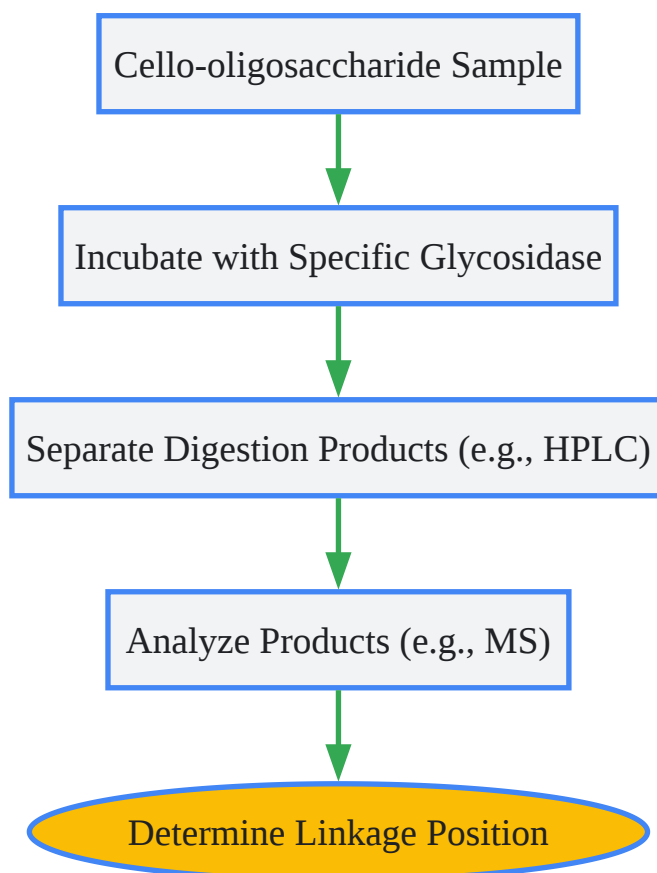 Cello-oligosaccharide Sample
Incubate with Specific Glycosidase
Separate Digestion Products (e.g., HPLC)
Analyze Products (e.g., MS)
Determine Linkage Position